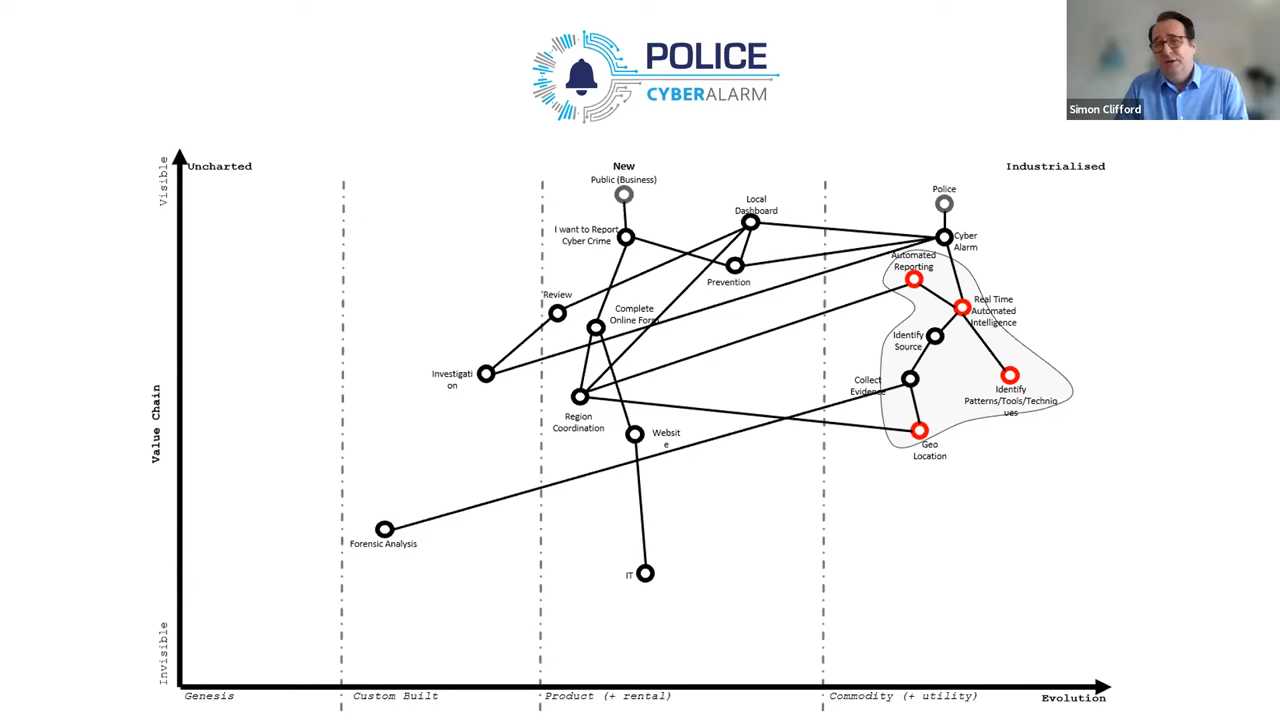 POLICE
CYBERALARM
Simon Clifford
Visible
Uncharted
New
Industrialised
Public (Business)
Police
Local
Dashboard
I want to Report
Cyber Crime
Cyber
Alarm
Automated
Reporting
Prevention
Review
Complete
Online Form
Real Time
Automated
Intelligence
Identify
Source
Investigati
on
Collect
Evidence
Identify
Patterns/Tools/Techniq
ues
Value Chain
Region
Coordination
Websit
e
Geo
Location
Forensic Analysis
IT
Invisible
Genesis
Custom Built
Product (+ rental)
Commodity (+ utility)
Evolution